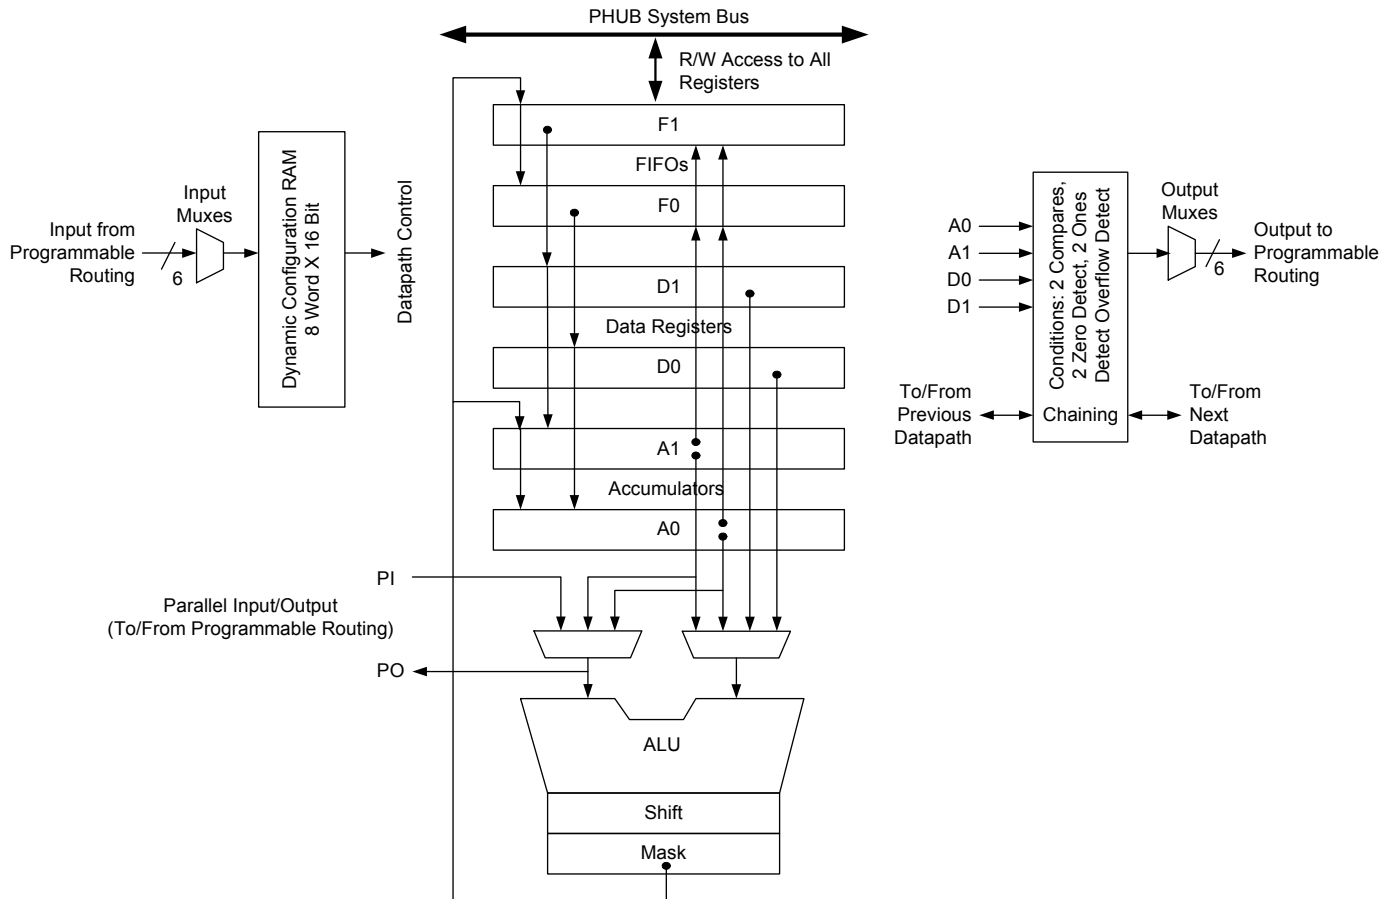 PHUB System Bus
R/W Access to All
Registers
F1
FIFOs
F0
D1
Data Registers
D0
A1
Accumulators
A0
Input from
Programmable
Routing
6
Input
Muxes
Dynamic Configuration RAM
8 Word X 16 Bit
Datapath Control
PI
Parallel Input/Output
(To/From Programmable Routing)
PO
ALU
Shift
Mask
A0
A1
D0
D1
Conditions: 2 Compares,
2 Zero Detect, 2 Ones
Detect Overflow Detect
Chaining
To/From
Previous
Datapath
To/From
Next
Datapath
Output
Muxes
6
Output to
Programmable
Routing